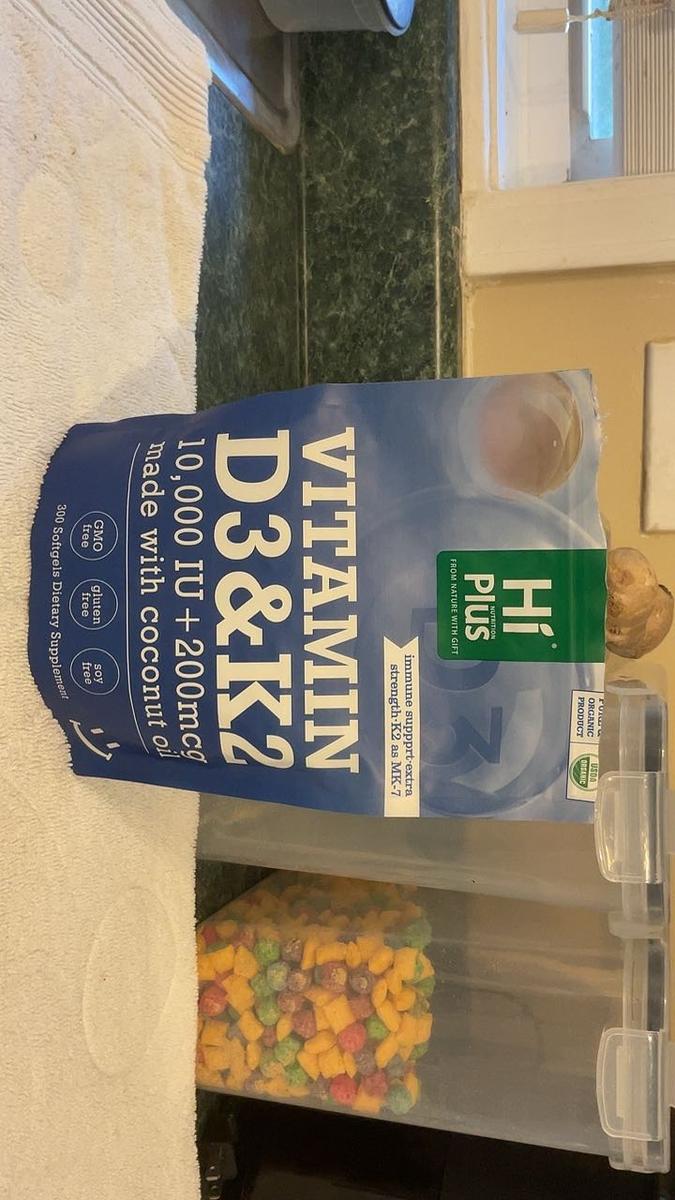 PURE &
ORGANIC
PRODUCT
USDA
ORGANIC
Hi®
NUTRITION
Plus
FROM NATURE WITH GIFT
D3
immune suppprt·extra
strength·K2 as MK-7
VITAMIN
D3&K2
10,000 IU +200mcg
made with coconut oil
GMO
free
gluten
free
soy
free
300 Softgels Dietary Supplement